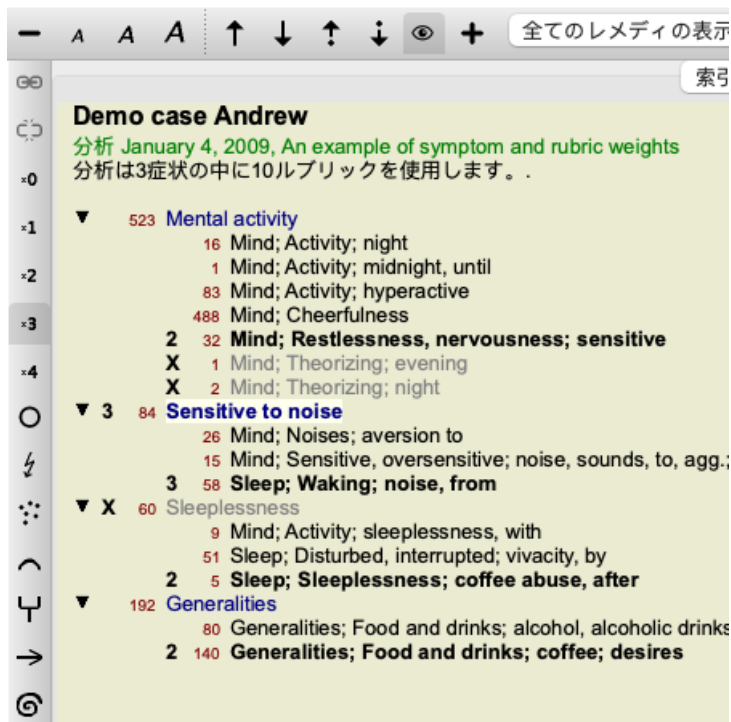 A A A 全てのレメディの表示
索引
Demo case Andrew
分析 January 4, 2009, An example of symptom and rubric weights
分析は3症状の中に10ルブリックを使用します。.
×0
×1
×2
×3
×4
523 Mental activity
16 Mind; Activity; night
1 Mind; Activity; midnight, until
83 Mind; Activity; hyperactive
488 Mind; Cheerfulness
2 32 Mind; Restlessness, nervousness; sensitive
X 1 Mind; Theorizing; evening
X 2 Mind; Theorizing; night
3 84 Sensitive to noise
26 Mind; Noises; aversion to
15 Mind; Sensitive, oversensitive; noise, sounds, to, agg.;
3 58 Sleep; Waking; noise, from
X 60 Sleeplessness
9 Mind; Activity; sleeplessness, with
51 Sleep; Disturbed, interrupted; vivacity, by
2 5 Sleep; Sleeplessness; coffee abuse, after
192 Generalities
80 Generalities; Food and drinks; alcohol, alcoholic drinks
2 140 Generalities; Food and drinks; coffee; desires